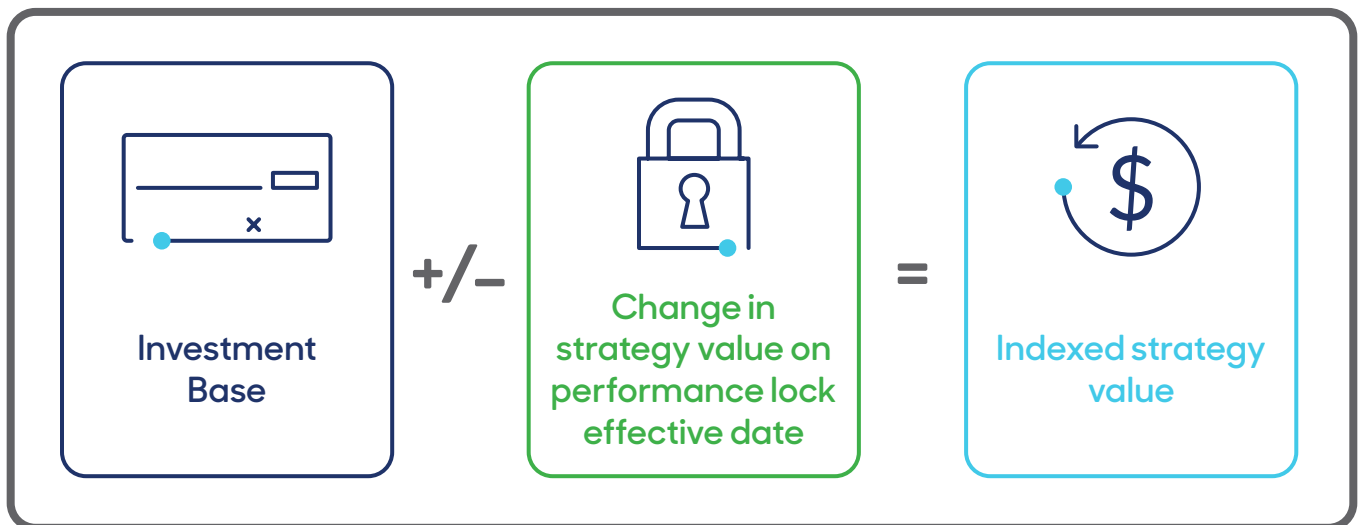 Investment
Base
+/–
Change in
strategy value on
performance lock
effective date
=
$
Indexed strategy
value